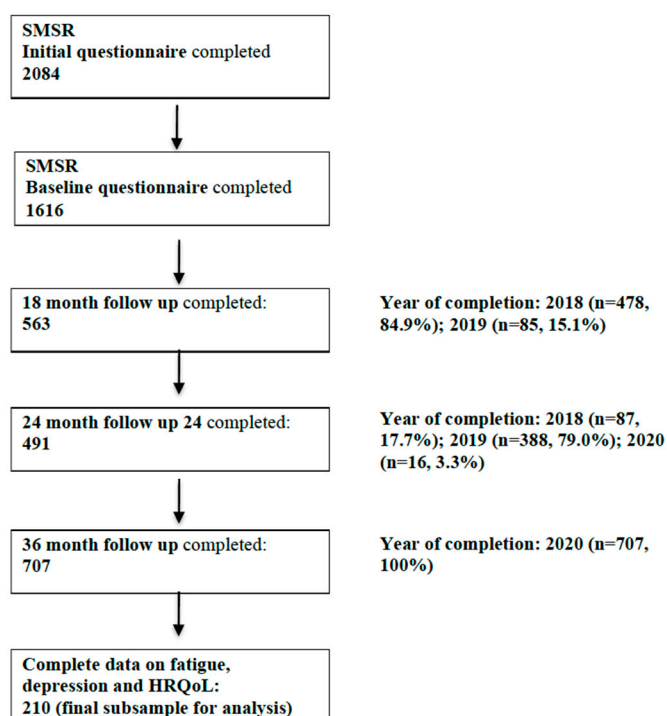 SMSR
Initial questionnaire completed
2084
SMSR
Baseline questionnaire completed
1616
18 month follow up completed:
563
Year of completion: 2018 (n=478,
84.9%); 2019 (n=85, 15.1%)
24 month follow up 24 completed:
491
Year of completion: 2018 (n=87,
17.7%); 2019 (n=388, 79.0%); 2020
(n=16, 3.3%)
36 month follow up completed:
707
Year of completion: 2020 (n=707,
100%)
Complete data on fatigue,
depression and HRQoL:
210 (final subsample for analysis)